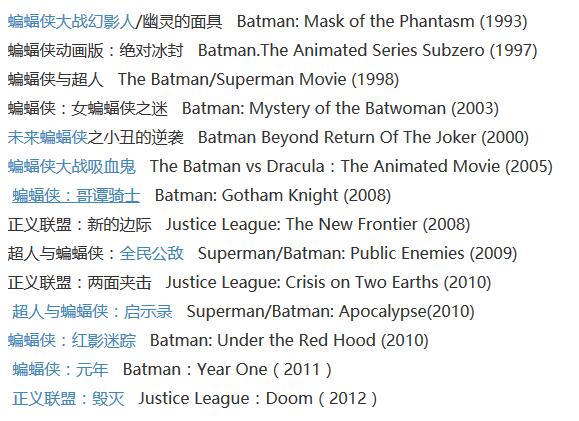 蝙蝠侠大战幻影人/幽灵的面具 Batman: Mask of the Phantasm (1993)
蝙蝠侠动画版：绝对冰封 Batman.The Animated Series Subzero (1997)
蝙蝠侠与超人 The Batman/Superman Movie (1998)
蝙蝠侠：女蝙蝠侠之迷 Batman: Mystery of the Batwoman (2003)
未来蝙蝠侠之小丑的逆袭 Batman Beyond Return Of The Joker (2000)
蝙蝠侠大战吸血鬼 The Batman vs Dracula：The Animated Movie (2005)
蝙蝠侠：哥谭骑士 Batman: Gotham Knight (2008)
正义联盟：新的边际 Justice League: The New Frontier (2008)
超人与蝙蝠侠：全民公敌 Superman/Batman: Public Enemies (2009)
正义联盟：两面夹击 Justice League: Crisis on Two Earths (2010)
超人与蝙蝠侠：启示录 Superman/Batman: Apocalypse(2010)
蝙蝠侠：红影迷踪 Batman: Under the Red Hood (2010)
蝙蝠侠：元年 Batman：Year One（2011）
正义联盟：毁灭 Justice League：Doom（2012）